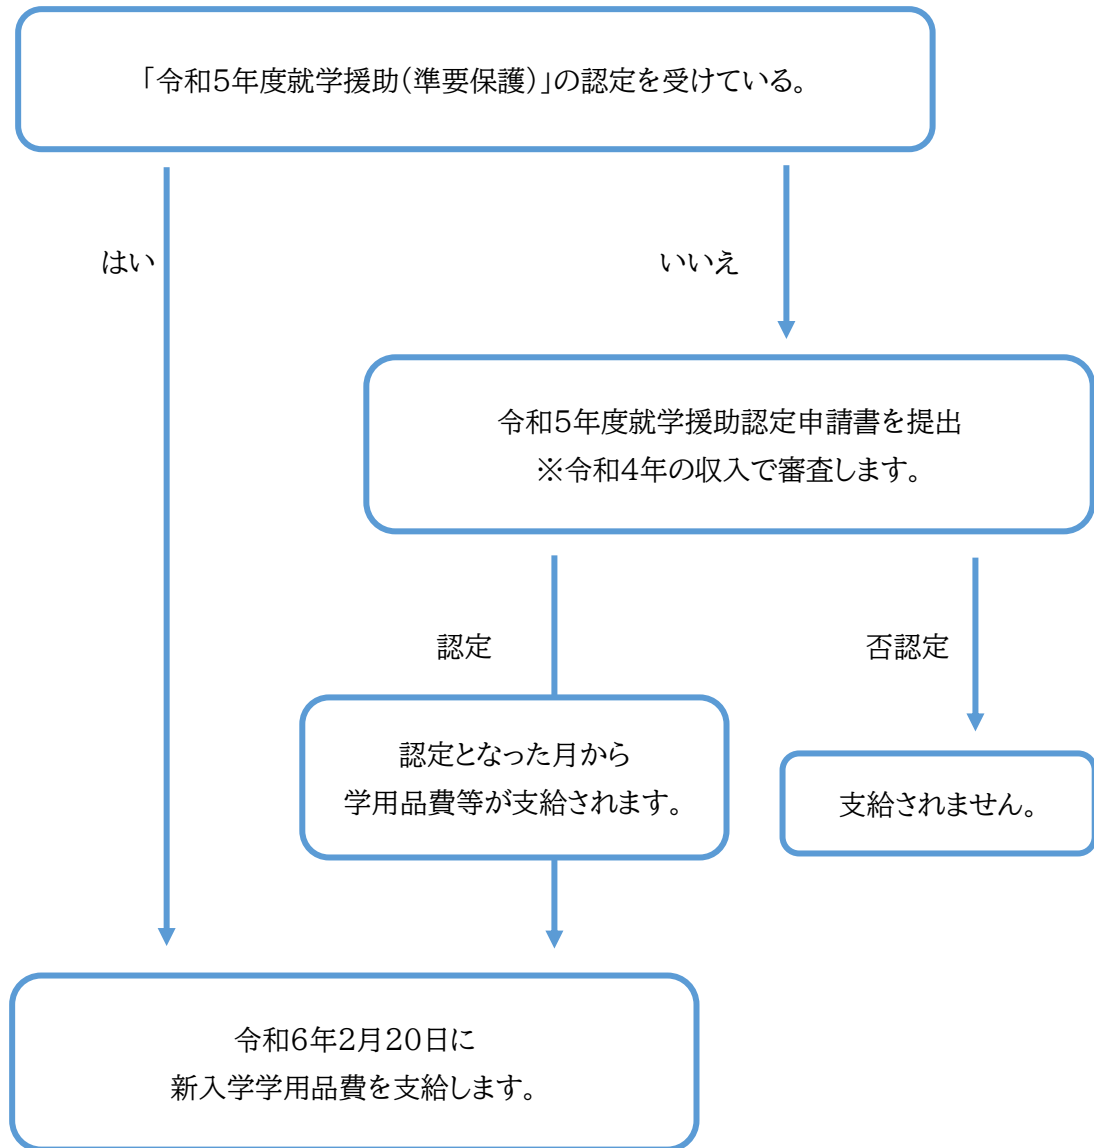 「令和5年度就学援助(準要保護)」の認定を受けている。
はい
いいえ
令和5年度就学援助認定申請書を提出
※令和4年の収入で審査します。
認定
否認定
認定となった月から
学用品費等が支給されます。
支給されません。
令和6年2月20日に
新入学学用品費を支給します。